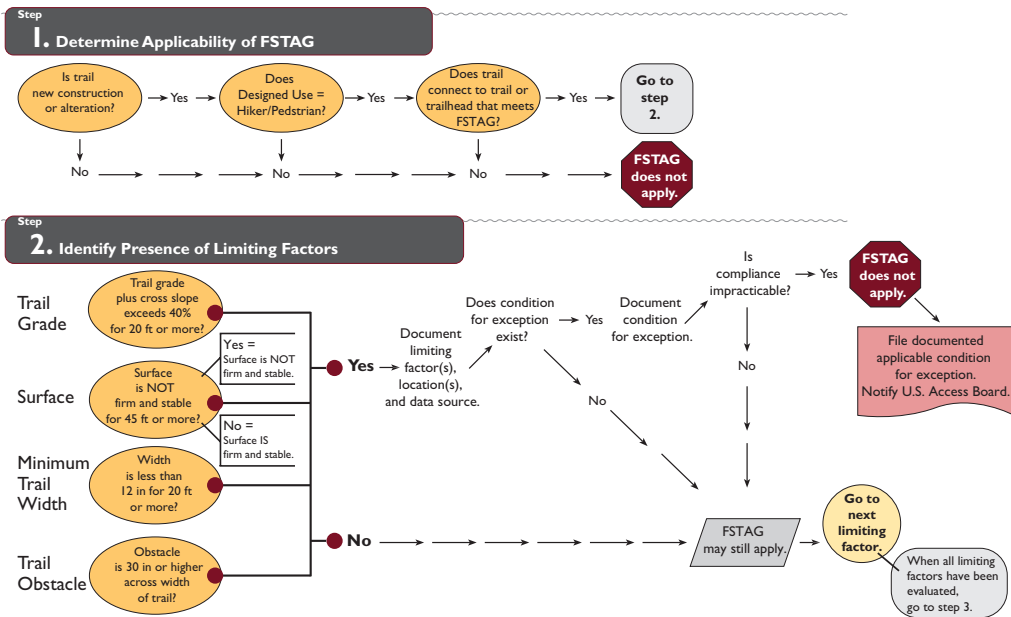 Step
1. Determine Applicability of FSTAG
Is trail
new construction
or alteration?
Yes
Does
Designed Use =
Hiker/Pedstrian?
Yes
Does trail
connect to trail or
trailhead that meets
FSTAG?
Yes
Go to
step
2.
No
No
No
FSTAG
does not
apply.
Step
2. Identify Presence of Limiting Factors
Trail
Grade
Trail grade
plus cross slope
exceeds 40%
for 20 ft or more?
Yes =
Surface is NOT
firm and stable.
Surface
Surface
is NOT
firm and stable
for 45 ft or more?
No =
Surface IS
firm and stable.
Minimum
Trail
Width
Width
is less than
12 in for 20 ft
or more?
Trail
Obstacle
Obstacle
is 30 in or higher
across width
of trail?
Yes
Document
limiting
factor(s),
location(s),
and data source.
Does condition
for exception
exist?
Yes
Document
condition
for exception.
Is
compliance
impracticable?
Yes
FSTAG
does not
apply.
File documented
applicable condition
for exception.
Notify U.S. Access Board.
No
No
No
FSTAG
may still apply.
Go to
next
limiting
factor.
When all limiting
factors have been
evaluated,
go to step 3.